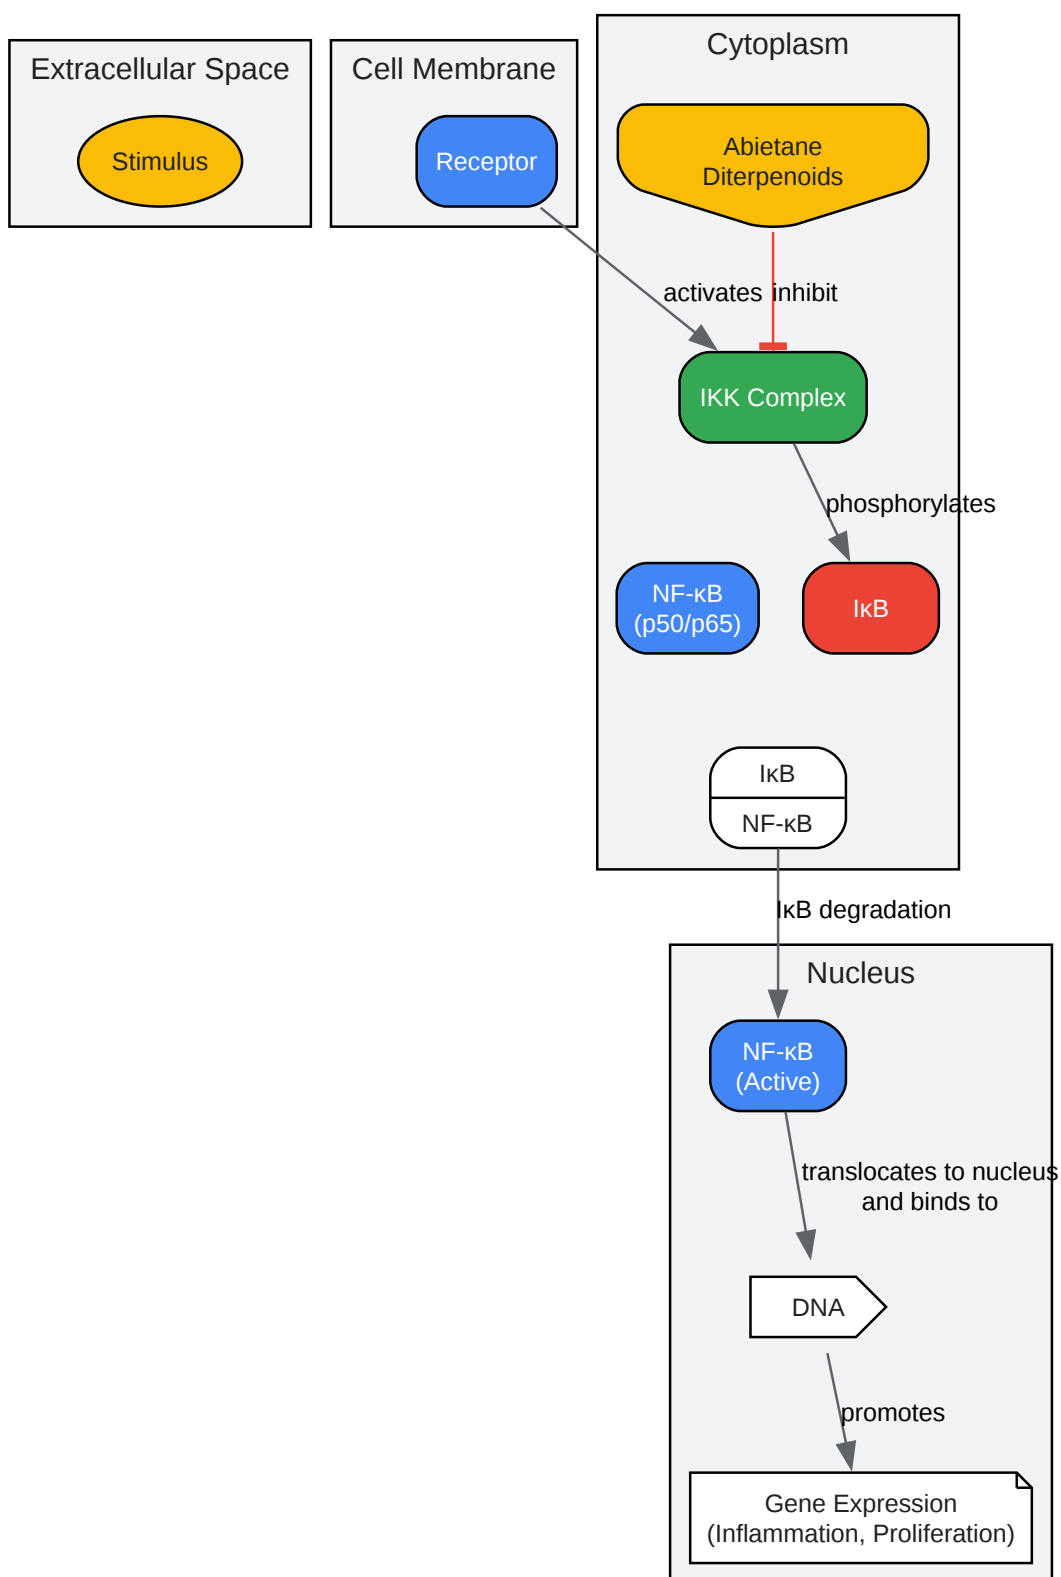 Extracellular Space
Cell Membrane
Cytoplasm
Stimulus
Receptor
Abietane
Diterpenoids
activates
inhibit
IKK Complex
phosphorylates
NF-κB
(p50/p65)
IκB
IκB
NF-κB
IκB degradation
Nucleus
NF-κB
(Active)
translocates to nucleus
and binds to
DNA
promotes
Gene Expression
(Inflammation, Proliferation)